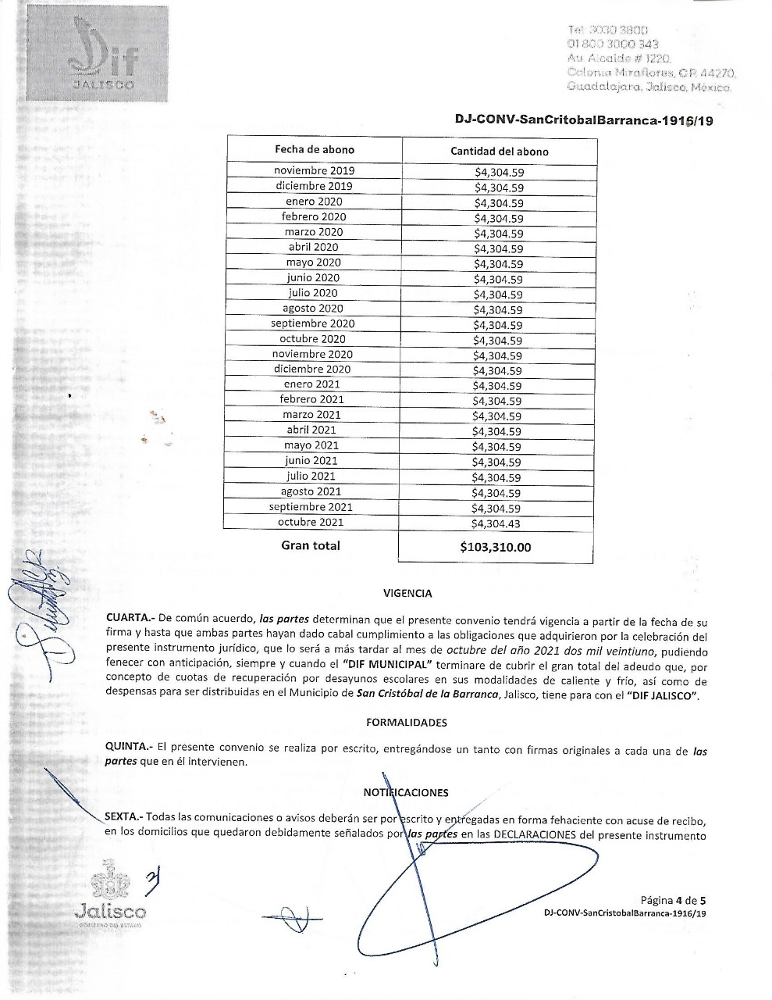 Dif
JALISCO
Tel: 3030 3800
01 800 3000 343
Av. Alcalde # 1220,
Colonia Miraflores, CP. 44270,
Guadalajara, Jalisco, México.
DJ-CONV-SanCritobalBarranca-1916/19
Fecha de abono Cantidad del abono
noviembre 2019 $4,304.59
diciembre 2019 $4,304.59
enero 2020 $4,304.59
febrero 2020 $4,304.59
marzo 2020 $4,304.59
abril 2020 $4,304.59
mayo 2020 $4,304.59
junio 2020 $4,304.59
julio 2020 $4,304.59
agosto 2020 $4,304.59
septiembre 2020 $4,304.59
octubre 2020 $4,304.59
noviembre 2020 $4,304.59
diciembre 2020 $4,304.59
enero 2021 $4,304.59
febrero 2021 $4,304.59
marzo 2021 $4,304.59
abril 2021 $4,304.59
mayo 2021 $4,304.59
junio 2021 $4,304.59
julio 2021 $4,304.59
agosto 2021 $4,304.59
septiembre 2021 $4,304.59
octubre 2021 $4,304.43
Gran total $103,310.00
VIGENCIA
CUARTA.- De común acuerdo, las partes determinan que el presente convenio tendrá vigencia a partir de la fecha de su
firma y hasta que ambas partes hayan dado cabal cumplimiento a las obligaciones que adquirieron por la celebración del
presente instrumento jurídico, que lo será a más tardar al mes de octubre del año 2021 dos mil veintiuno, pudiendo
fenecer con anticipación, siempre y cuando el "DIF MUNICIPAL" terminare de cubrir el gran total del adeudo que, por
concepto de cuotas de recuperación por desayunos escolares en sus modalidades de caliente y frío, así como de
despensas para ser distribuidas en el Municipio de San Cristóbal de la Barranca, Jalisco, tiene para con el "DIF JALISCO".
FORMALIDADES
QUINTA.- El presente convenio se realiza por escrito, entregándose un tanto con firmas originales a cada una de las
partes que en él intervienen.
NOTIFICACIONES
SEXTA.- Todas las comunicaciones o avisos deberán ser por escrito y entregadas en forma fehaciente con acuse de recibo,
en los domicilios que quedaron debidamente señalados por las partes en las DECLARACIONES del presente instrumento
Jalisco
GOBIERNO DEL ESTADO
Página 4 de 5
DJ-CONV-SanCristobalBarranca-1916/19